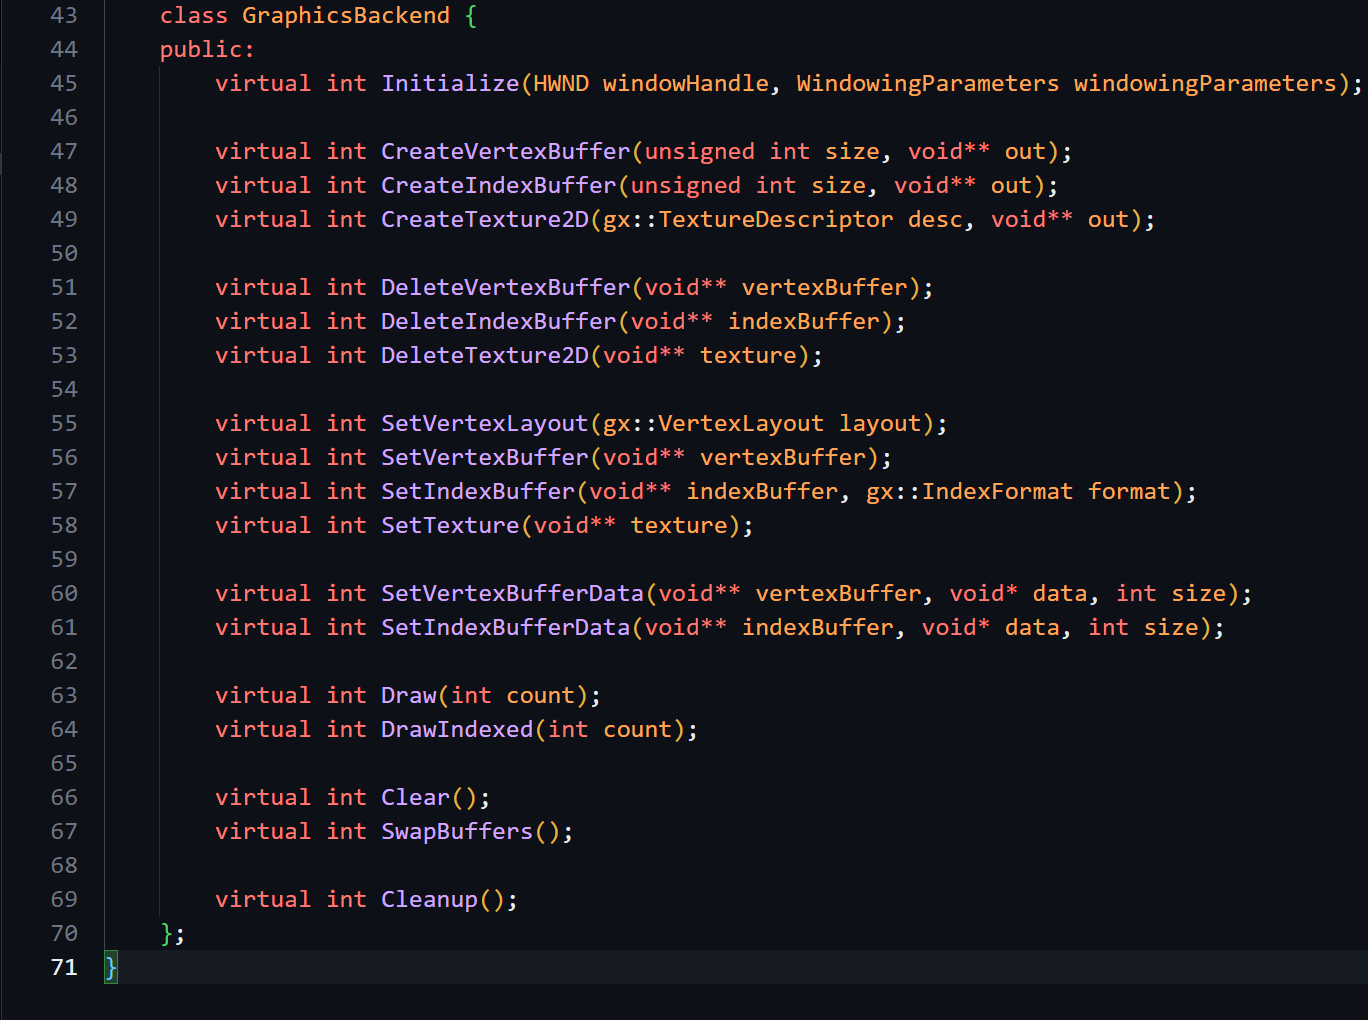 43 class GraphicsBackend {
44 public:
45 virtual int Initialize(HWND windowHandle, WindowingParameters windowingParameters);
46
47 virtual int CreateVertexBuffer(unsigned int size, void** out);
48 virtual int CreateIndexBuffer(unsigned int size, void** out);
49 virtual int CreateTexture2D(gx::TextureDescriptor desc, void** out);
50
51 virtual int DeleteVertexBuffer(void** vertexBuffer);
52 virtual int DeleteIndexBuffer(void** indexBuffer);
53 virtual int DeleteTexture2D(void** texture);
54
55 virtual int SetVertexLayout(gx::VertexLayout layout);
56 virtual int SetVertexBuffer(void** vertexBuffer);
57 virtual int SetIndexBuffer(void** indexBuffer, gx::IndexFormat format);
58 virtual int SetTexture(void** texture);
59
60 virtual int SetVertexBufferData(void** vertexBuffer, void* data, int size);
61 virtual int SetIndexBufferData(void** indexBuffer, void* data, int size);
62
63 virtual int Draw(int count);
64 virtual int DrawIndexed(int count);
65
66 virtual int Clear();
67 virtual int SwapBuffers();
68
69 virtual int Cleanup();
70 };
71 }